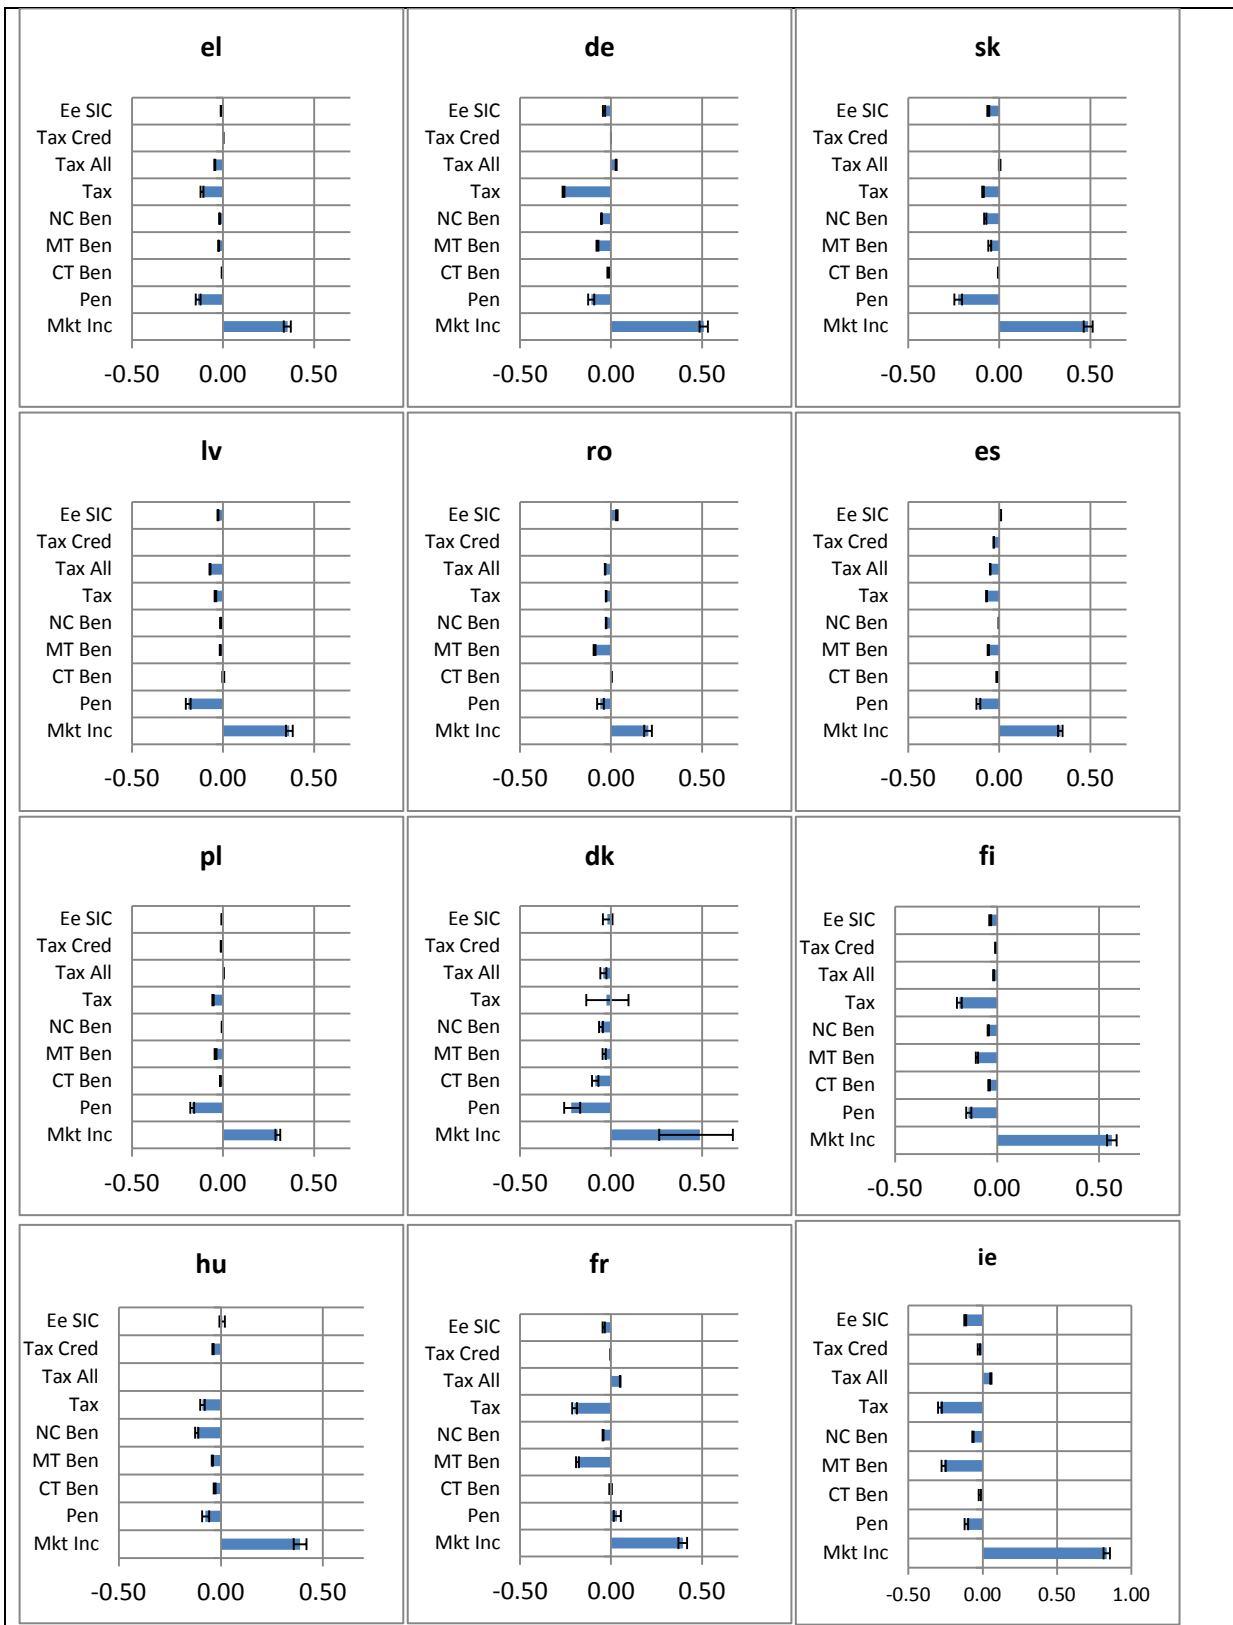 el
Ee SIC
Tax Cred
Tax All
Tax
NC Ben
MT Ben
CT Ben
Pen
Mkt Inc
-0.50 0.00 0.50
de
Ee SIC
Tax Cred
Tax All
Tax
NC Ben
MT Ben
CT Ben
Pen
Mkt Inc
-0.50 0.00 0.50
sk
Ee SIC
Tax Cred
Tax All
Tax
NC Ben
MT Ben
CT Ben
Pen
Mkt Inc
-0.50 0.00 0.50
lv
Ee SIC
Tax Cred
Tax All
Tax
NC Ben
MT Ben
CT Ben
Pen
Mkt Inc
-0.50 0.00 0.50
ro
Ee SIC
Tax Cred
Tax All
Tax
NC Ben
MT Ben
CT Ben
Pen
Mkt Inc
-0.50 0.00 0.50
es
Ee SIC
Tax Cred
Tax All
Tax
NC Ben
MT Ben
CT Ben
Pen
Mkt Inc
-0.50 0.00 0.50
pl
Ee SIC
Tax Cred
Tax All
Tax
NC Ben
MT Ben
CT Ben
Pen
Mkt Inc
-0.50 0.00 0.50
dk
Ee SIC
Tax Cred
Tax All
Tax
NC Ben
MT Ben
CT Ben
Pen
Mkt Inc
-0.50 0.00 0.50
fi
Ee SIC
Tax Cred
Tax All
Tax
NC Ben
MT Ben
CT Ben
Pen
Mkt Inc
-0.50 0.00 0.50
hu
Ee SIC
Tax Cred
Tax All
Tax
NC Ben
MT Ben
CT Ben
Pen
Mkt Inc
-0.50 0.00 0.50
fr
Ee SIC
Tax Cred
Tax All
Tax
NC Ben
MT Ben
CT Ben
Pen
Mkt Inc
-0.50 0.00 0.50
ie
Ee SIC
Tax Cred
Tax All
Tax
NC Ben
MT Ben
CT Ben
Pen
Mkt Inc
-0.50 0.00 0.50 1.00